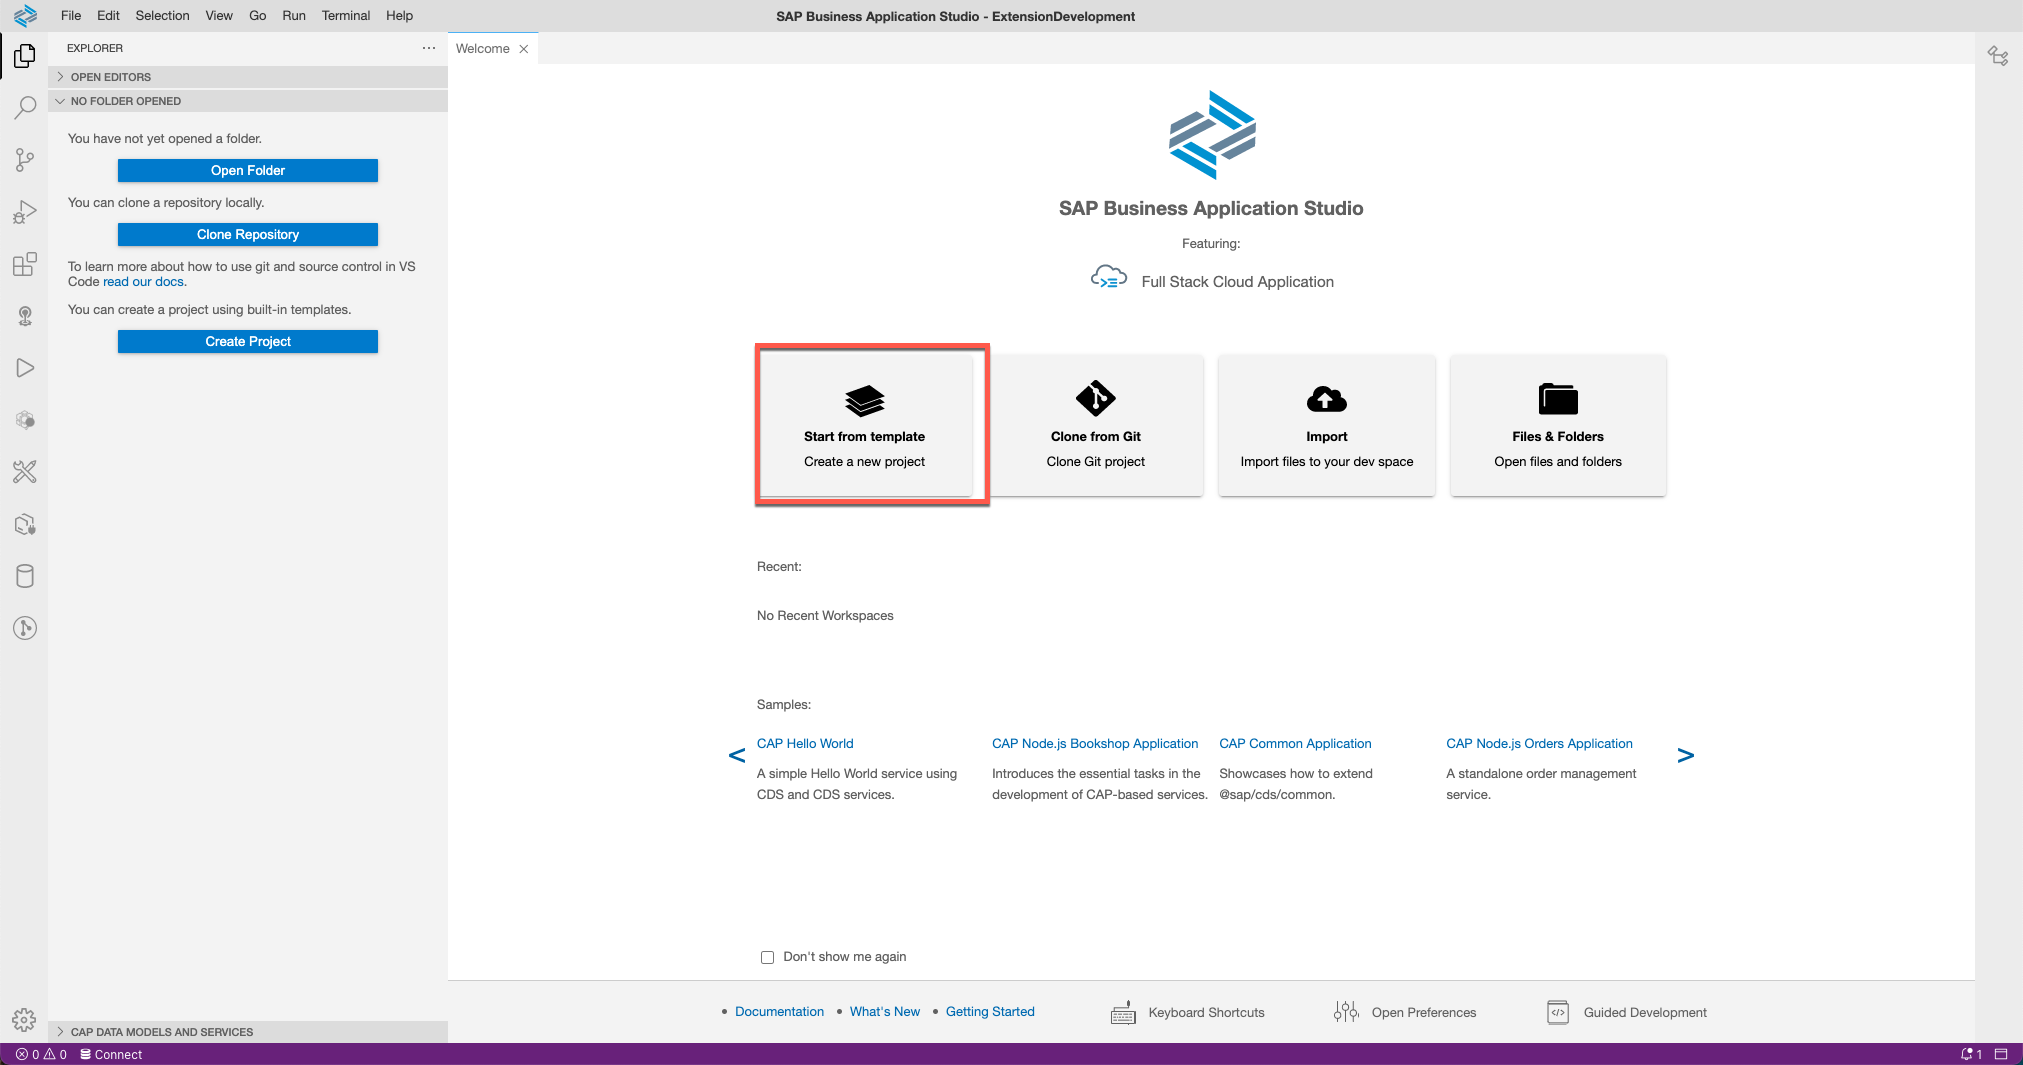 File Edit Selection View Go Run Terminal Help
SAP Business Application Studio - ExtensionDevelopment
EXPLORER
OPEN EDITORS
NO FOLDER OPENED
You have not yet opened a folder.
Open Folder
You can clone a repository locally.
Clone Repository
To learn more about how to use git and source control in VS
Code read our docs.
You can create a project using built-in templates.
Create Project
CAP DATA MODELS AND SERVICES
Welcome
SAP Business Application Studio
Featuring:
Full Stack Cloud Application
Start from template
Create a new project
Clone from Git
Clone Git project
Import
Import files to your dev space
Files & Folders
Open files and folders
Recent:
No Recent Workspaces
Samples:
CAP Hello World
A simple Hello World service using
CDS and CDS services.
CAP Node.js Bookshop Application
Introduces the essential tasks in the
development of CAP-based services.
CAP Common Application
Showcases how to extend
@sap/cds/common.
CAP Node.js Orders Application
A standalone order management
service.
Don't show me again
• Documentation • What's New • Getting Started
Keyboard Shortcuts
Open Preferences
Guided Development
0 0 Connect
1